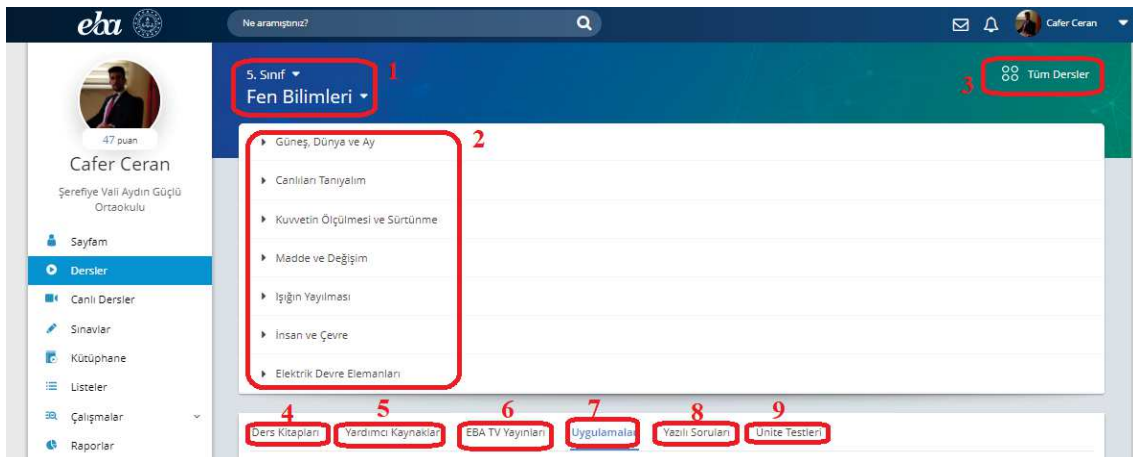 eba
Ne aramıştınız?
Cafer Ceran
47 puan
Cafer Ceran
Şerefiye Vali Aydın Güçlü
Ortaokulu
Sayfam
Dersler
Canlı Dersler
Sınavlar
Kütüphane
Listeler
Çalışmalar
Raporlar
5. Sınıf
1
Fen Bilimleri
3
Tüm Dersler
2
Güneş, Dünya ve Ay
Canlıları Tanıyalım
Kuvvetin Ölçülmesi ve Sürtünme
Madde ve Değişim
Işığın Yayılması
İnsan ve Çevre
Elektrik Devre Elemanları
4 5 6 7 8 9
Ders Kitapları Yardımcı Kaynaklar EBA TV Yayınları Uygulamalar Yazılı Soruları Ünite Testleri